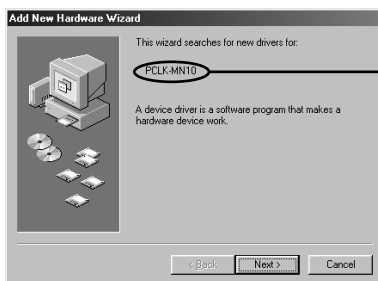 Add New Hardware Wizard
This wizard searches for new drivers for:
PCLK-MN10
A device driver is a software program that makes a
hardware device work.
< Back
Next >
Cancel